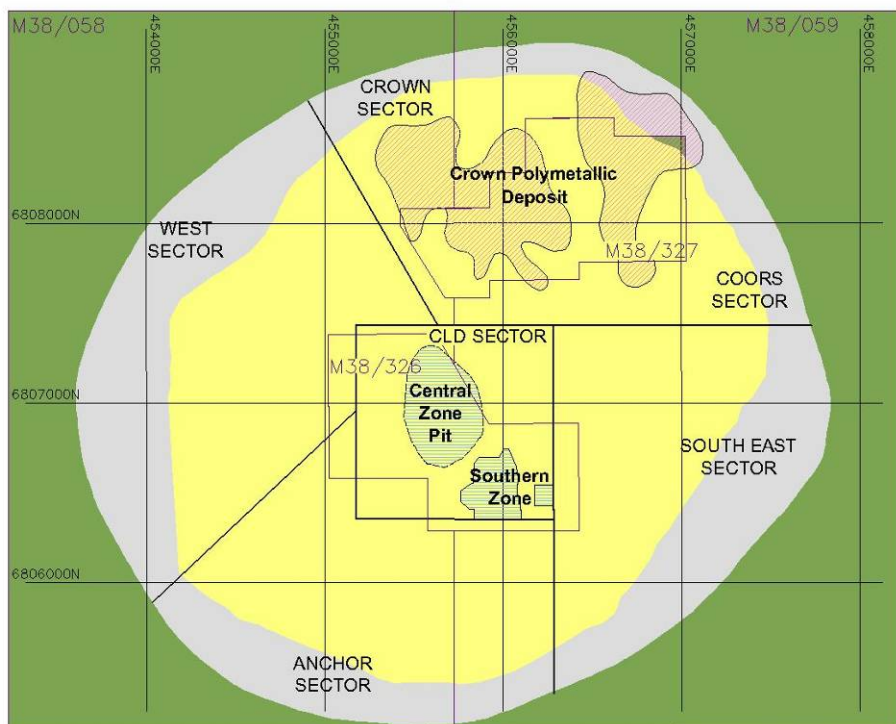 M38/058
M38/059
454000E
455000E
456000E
457000E
458000E
CROWN
SECTOR
Crown Polymetallic
Deposit
6808000N
WEST
SECTOR
M38/327
COORS
SECTOR
CLD SECTOR
M38/326
6807000N
Central
Zone
Pit
SOUTH EAST
SECTOR
Southern
Zone
6806000N
ANCHOR
SECTOR